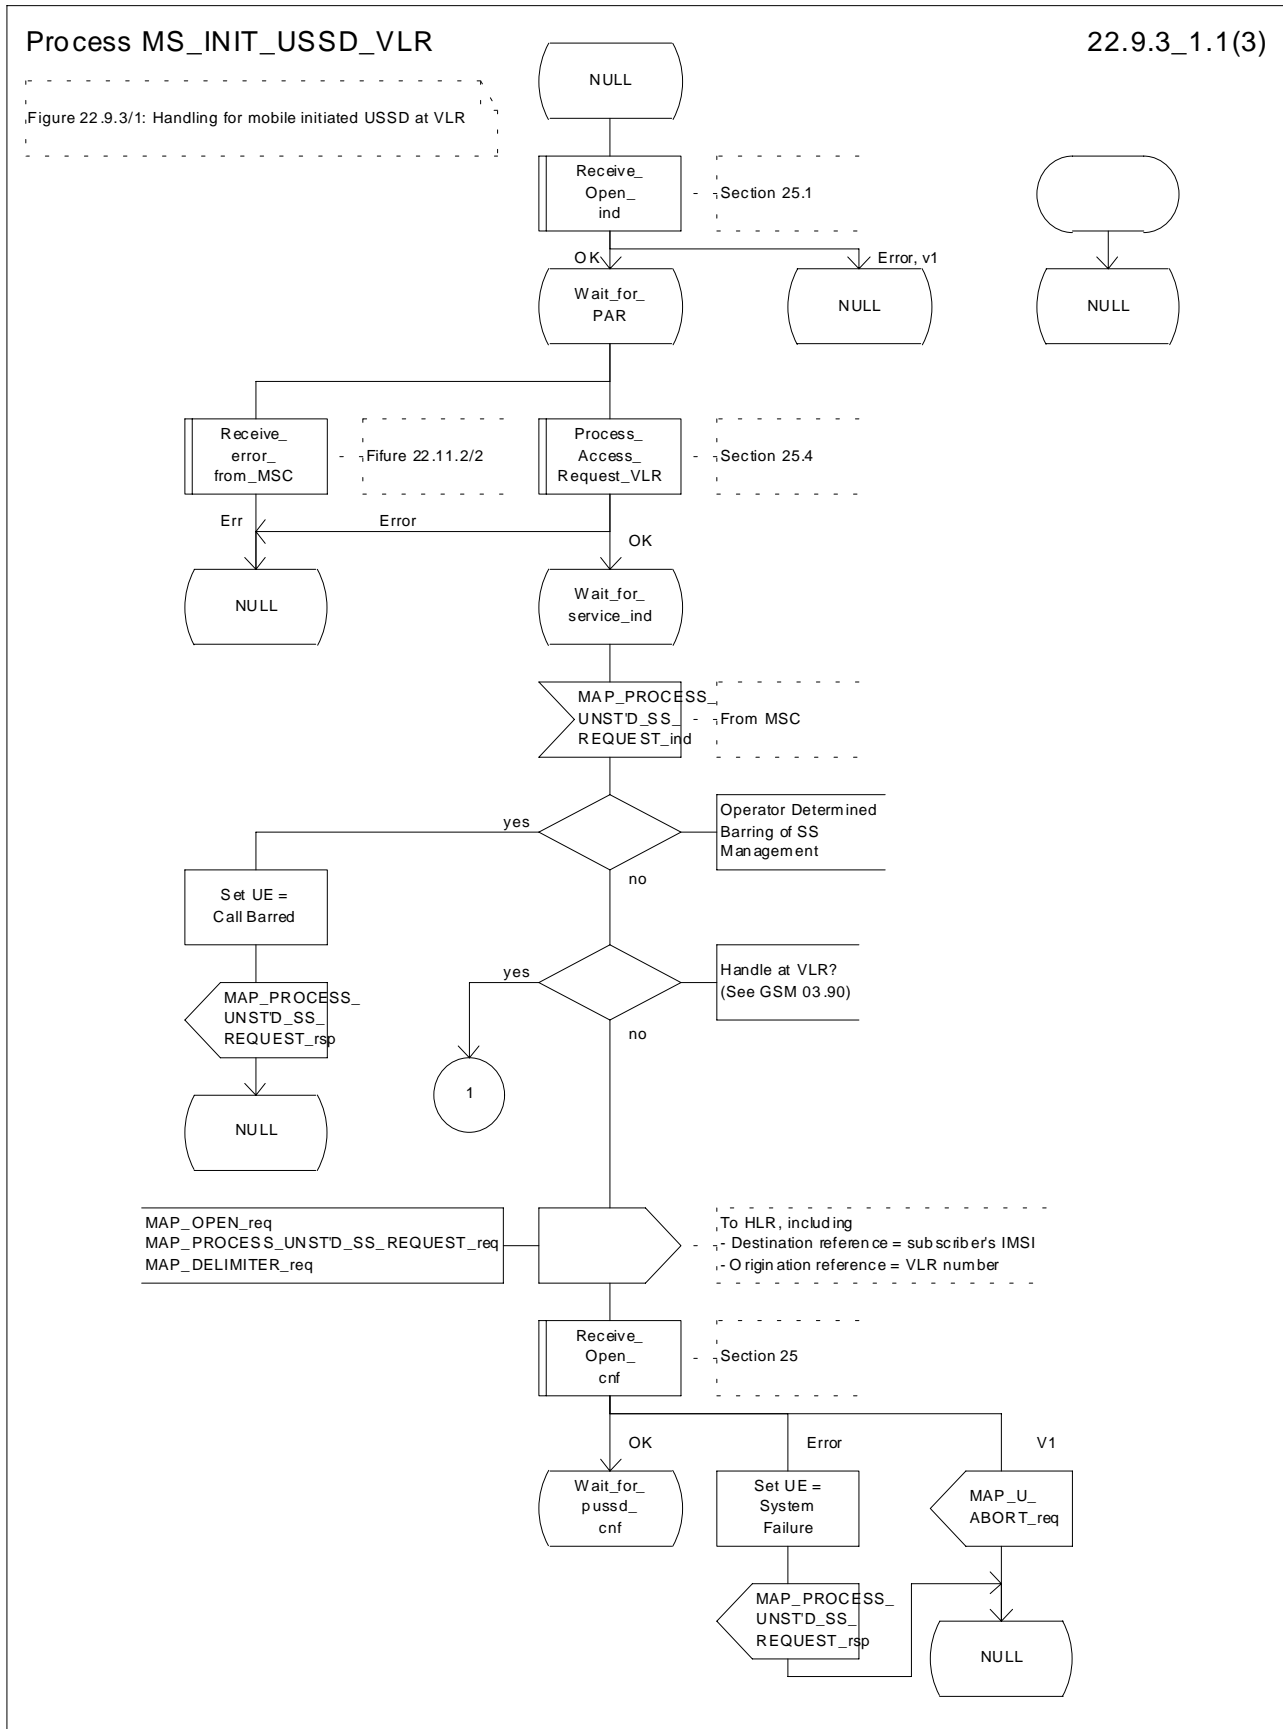 Process MS_INIT_USSD_VLR
22.9.3_1.1(3)
Figure 22.9.3/1: Handling for mobile initiated USSD at VLR
NULL
Receive_
Open_
ind
Section 25.1
OK
Error, v1
Wait_for_
PAR
NULL
NULL
Receive_
error_
from_MSC
Fifure 22.11.2/2
Process_
Access_
Request_VLR
Section 25.4
Err
Error
OK
NULL
Wait_for_
service_ind
MAP_PROCESS_
UNST'D_SS_
REQUEST_ind
From MSC
yes
Operator Determined
Barring of SS
Management
no
Set UE =
Call Barred
yes
Handle at VLR?
(See GSM 03.90)
no
MAP_PROCESS_
UNST'D_SS_
REQUEST_rsp
1
NULL
MAP_OPEN_req
MAP_PROCESS_UNST'D_SS_REQUEST_req
MAP_DELIMITER_req
To HLR, including
- Destination reference = subscriber's IMSI
- Origination reference = VLR number
Receive_
Open_
cnf
Section 25
OK
Error
V1
Wait_for_
pussd_
cnf
Set UE =
System
Failure
MAP_U_
ABORT_req
MAP_PROCESS_
UNST'D_SS_
REQUEST_rsp
NULL